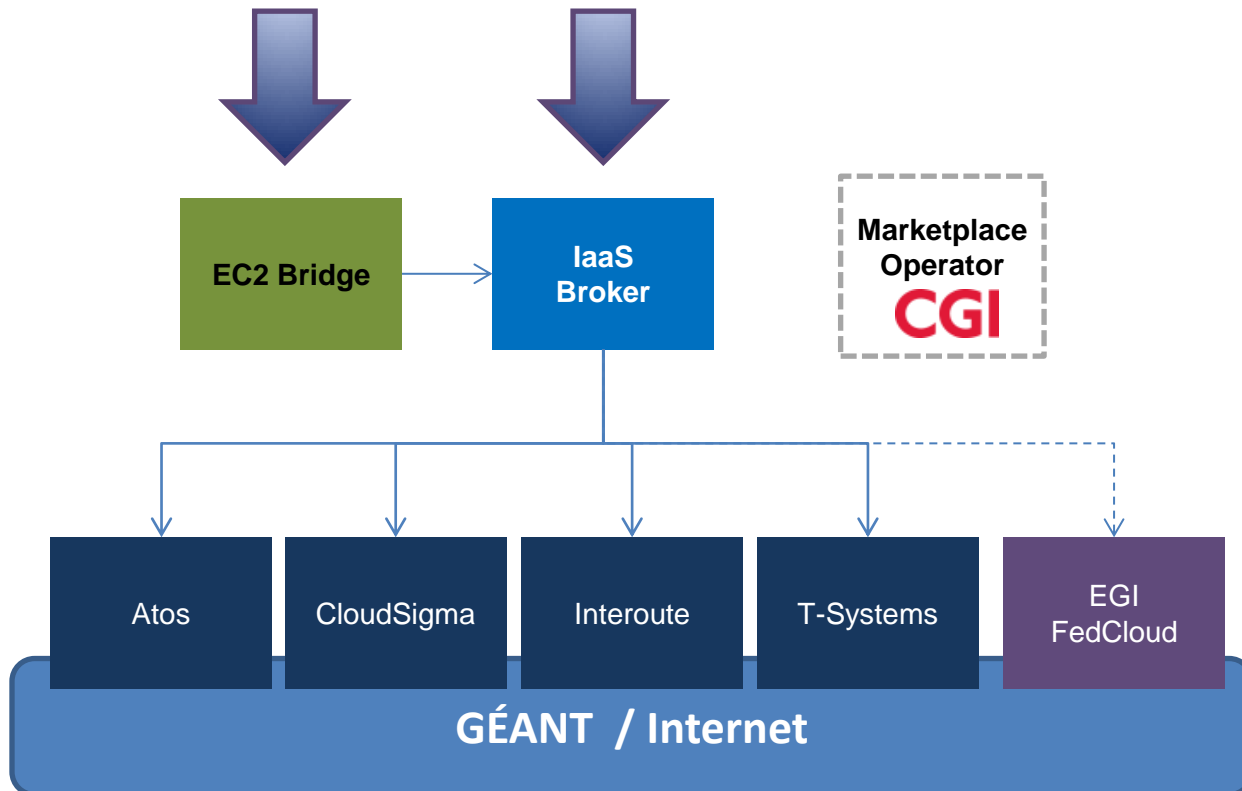 EC2 Bridge
IaaS
Broker
Marketplace
Operator
CGI
Atos
CloudSigma
Interoute
T-Systems
EGI
FedCloud
GÉANT / Internet